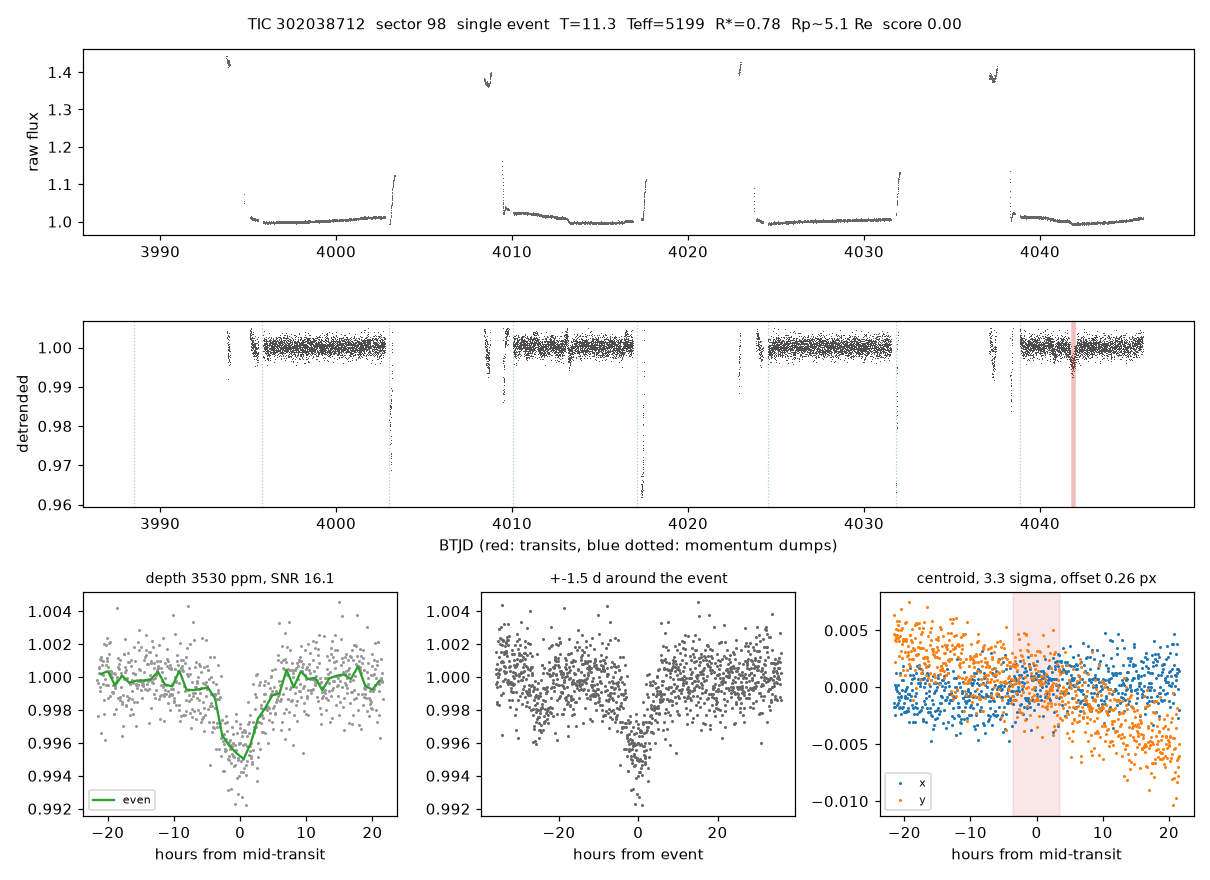 TIC 302038712  sector 98  single event  T=11.3  Teff=5199  R*=0.78  Rp~5.1 Re  score 0.00
raw flux
1.4
1.3
1.2
1.1
1.0
3990 4000 4010 4020 4030 4040
detrended
1.00
0.99
0.98
0.97
0.96
3990 4000 4010 4020 4030 4040
BTJD (red: transits, blue dotted: momentum dumps)
depth 3530 ppm, SNR 16.1
1.004
1.002
1.000
0.998
0.996
0.994
0.992
even
−20 −10 0 10 20
hours from mid-transit
+-1.5 d around the event
1.004
1.002
1.000
0.998
0.996
0.994
0.992
−20 0 20
hours from event
centroid, 3.3 sigma, offset 0.26 px
0.005
0.000
−0.005
−0.010
x
y
−20 −10 0 10 20
hours from mid-transit